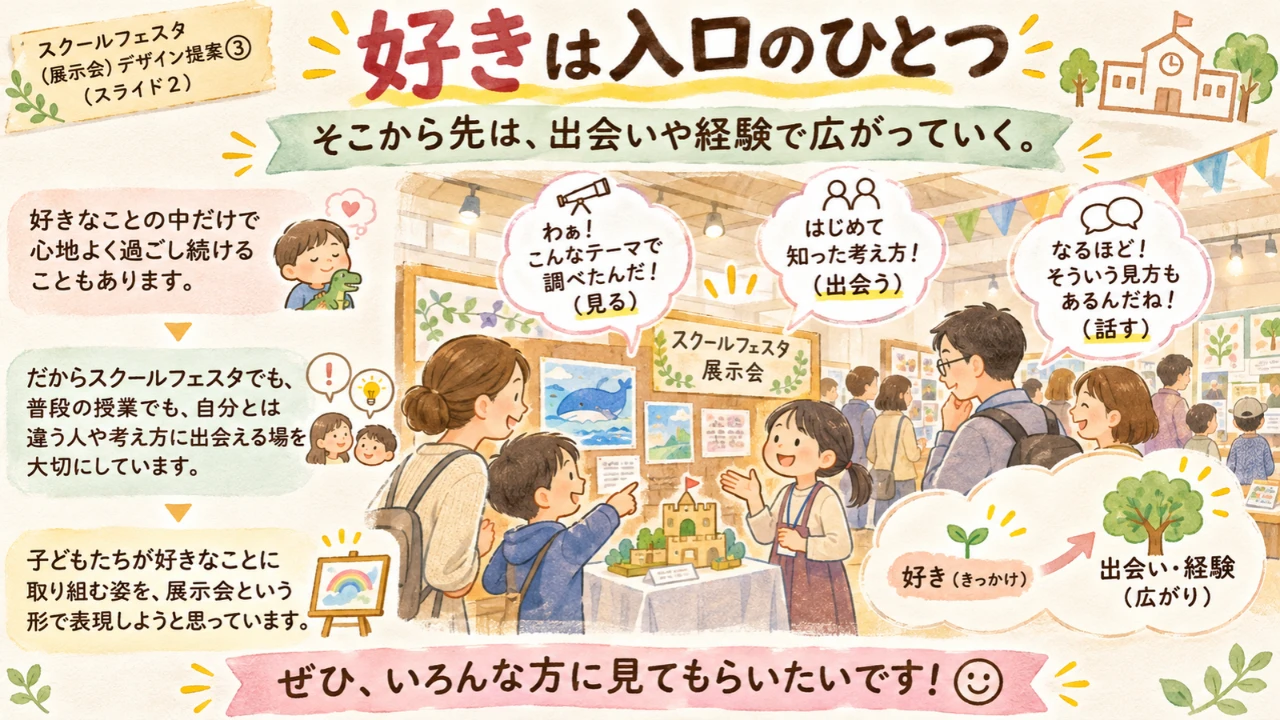 スクールフェスタ
(展示会) デザイン提案③
(スライド2)
好きは入口のひとつ
そこから先は、出会いや経験で広がっていく。
好きなことの中だけで
心地よく過ごし続ける
こともあります。
だからスクールフェスタでも、
普段の授業でも、自分とは
違う人や考え方に出会える場を
大切にしています。
子どもたちが好きなことに
取り組む姿を、展示会という
形で表現しようと思っています。
わぁ!
こんなテーマで
調べたんだ!
(見る)
はじめて
知った考え方!
(出会う)
なるほど!
そういう見方も
あるんだね!
(話す)
スクールフェスタ
展示会
好き (きっかけ)
出会い・経験
(広がり)
ぜひ、いろんな方に見てもらいたいです!